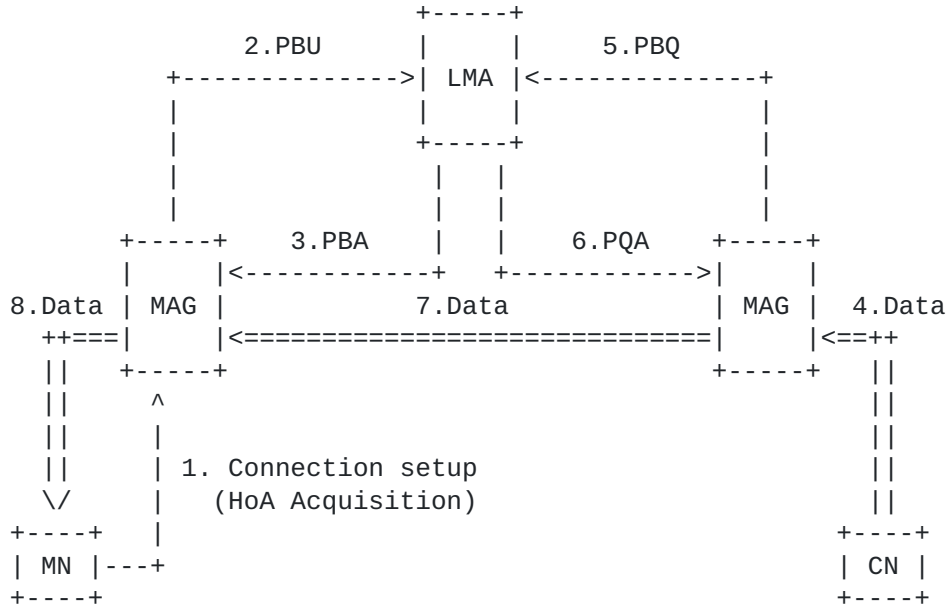 2.PBU 5.PBQ
LMA
3.PBA 6.PQA
8.Data MAG 7.Data MAG 4.Data
1. Connection setup
(HoA Acquisition)
MN CN